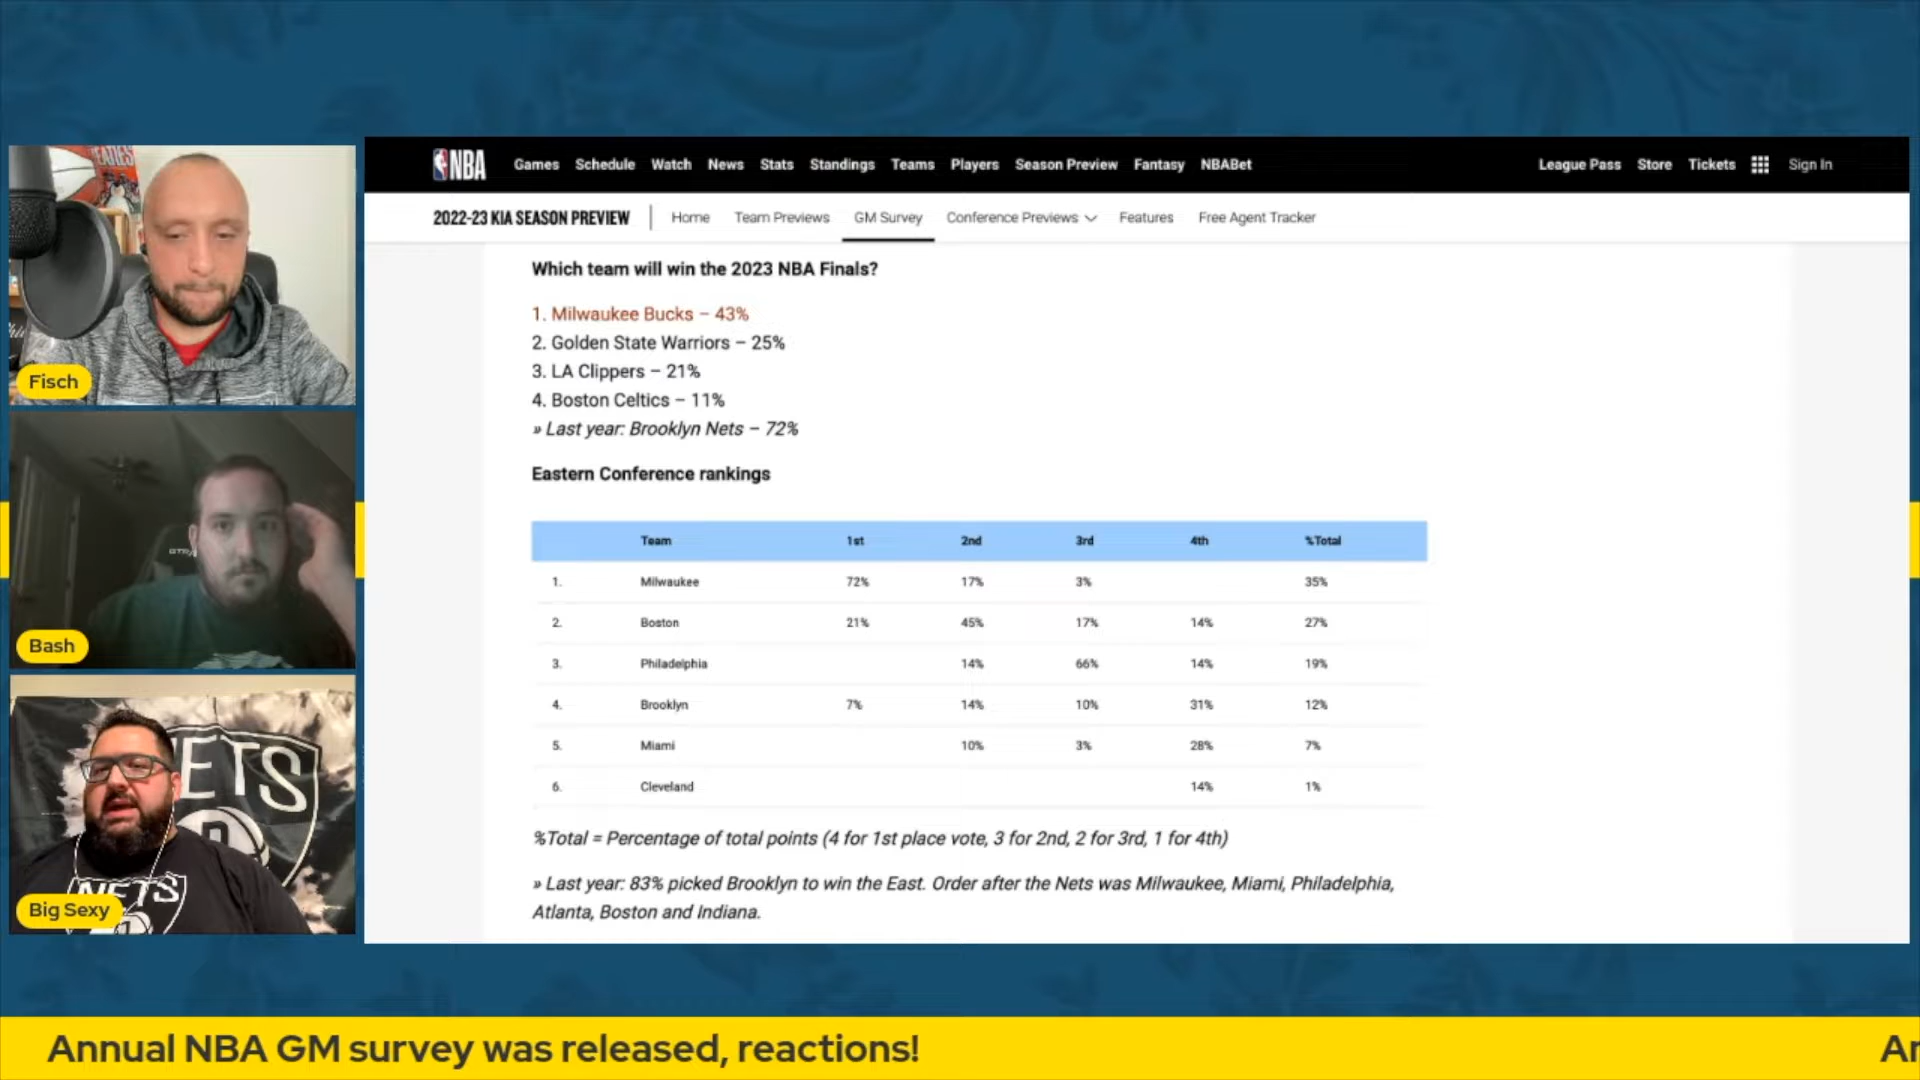 NBA Games Schedule Watch News Stats Standings Teams Players Season Preview Fantasy NBABet League Pass Store Tickets Sign In
2022-23 KIA SEASON PREVIEW Home Team Previews GM Survey Conference Previews Features Free Agent Tracker
Which team will win the 2023 NBA Finals?
1. Milwaukee Bucks – 43%
2. Golden State Warriors – 25%
3. LA Clippers – 21%
4. Boston Celtics – 11%
» Last year: Brooklyn Nets – 72%
Eastern Conference rankings
Team 1st 2nd 3rd 4th %Total
1. Milwaukee 72% 17% 3% 35%
2. Boston 21% 45% 17% 14% 27%
3. Philadelphia 14% 66% 14% 19%
4. Brooklyn 7% 14% 10% 31% 12%
5. Miami 10% 3% 28% 7%
6. Cleveland 14% 1%
%Total = Percentage of total points (4 for 1st place vote, 3 for 2nd, 2 for 3rd, 1 for 4th)
» Last year: 83% picked Brooklyn to win the East. Order after the Nets was Milwaukee, Miami, Philadelphia,
Atlanta, Boston and Indiana.
Fisch
Bash
NETS
NETS
Big Sexy
Annual NBA GM survey was released, reactions! An